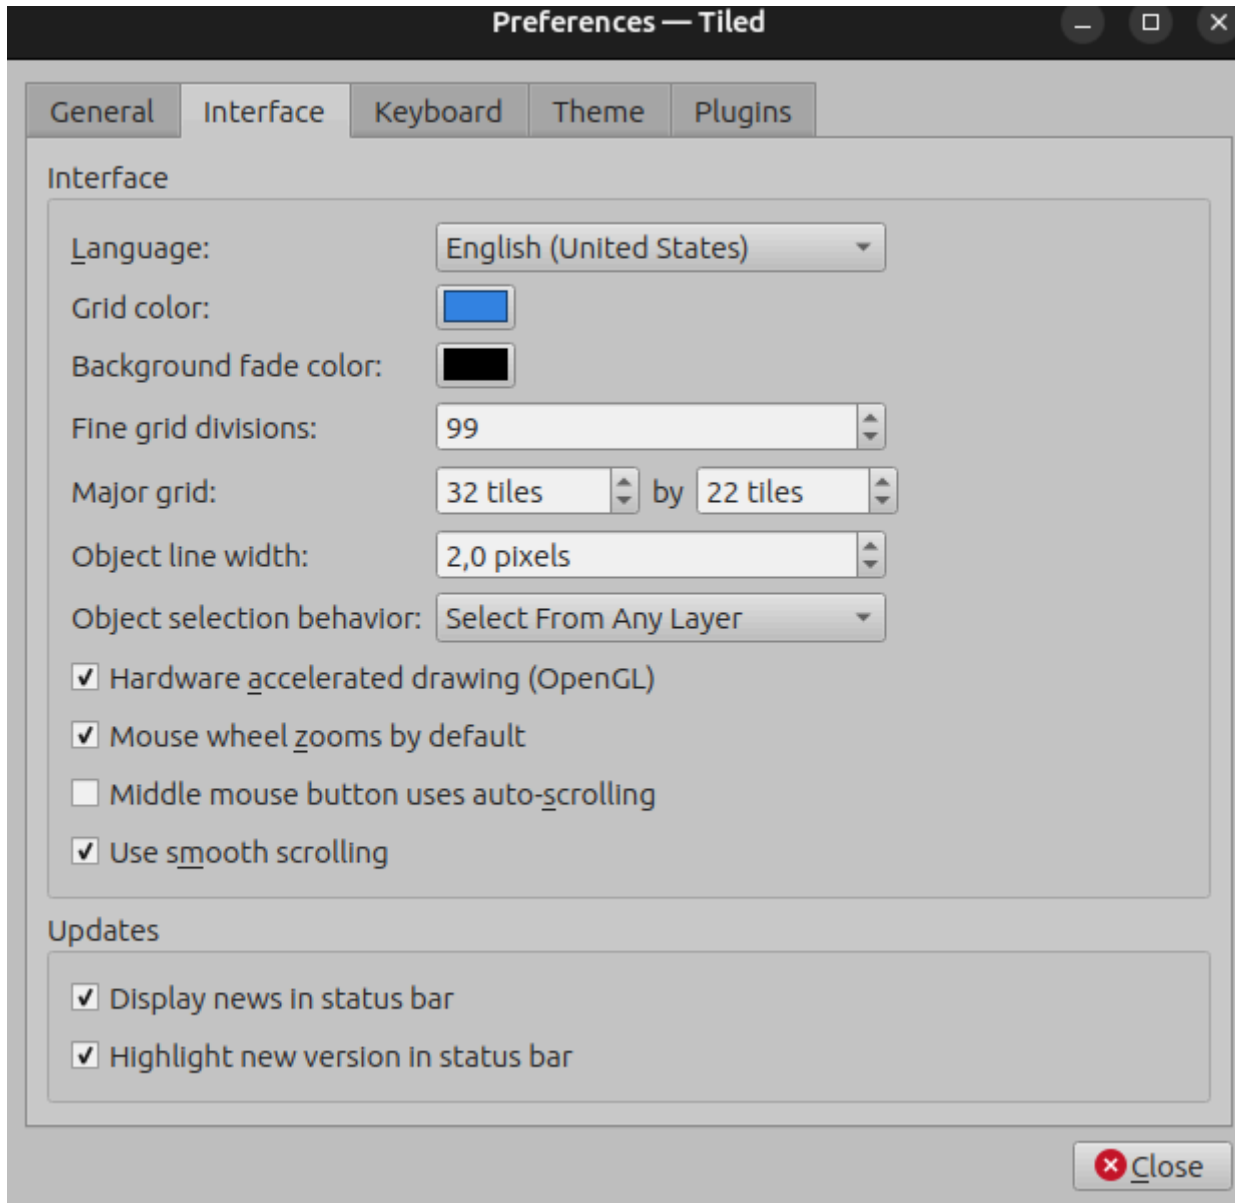 Preferences — Tiled
General Interface Keyboard Theme Plugins
Interface
Language: English (United States)
Grid color:
Background fade color:
Fine grid divisions: 99
Major grid: 32 tiles by 22 tiles
Object line width: 2,0 pixels
Object selection behavior: Select From Any Layer
Hardware accelerated drawing (OpenGL)
Mouse wheel zooms by default
Middle mouse button uses auto-scrolling
Use smooth scrolling
Updates
Display news in status bar
Highlight new version in status bar
Close